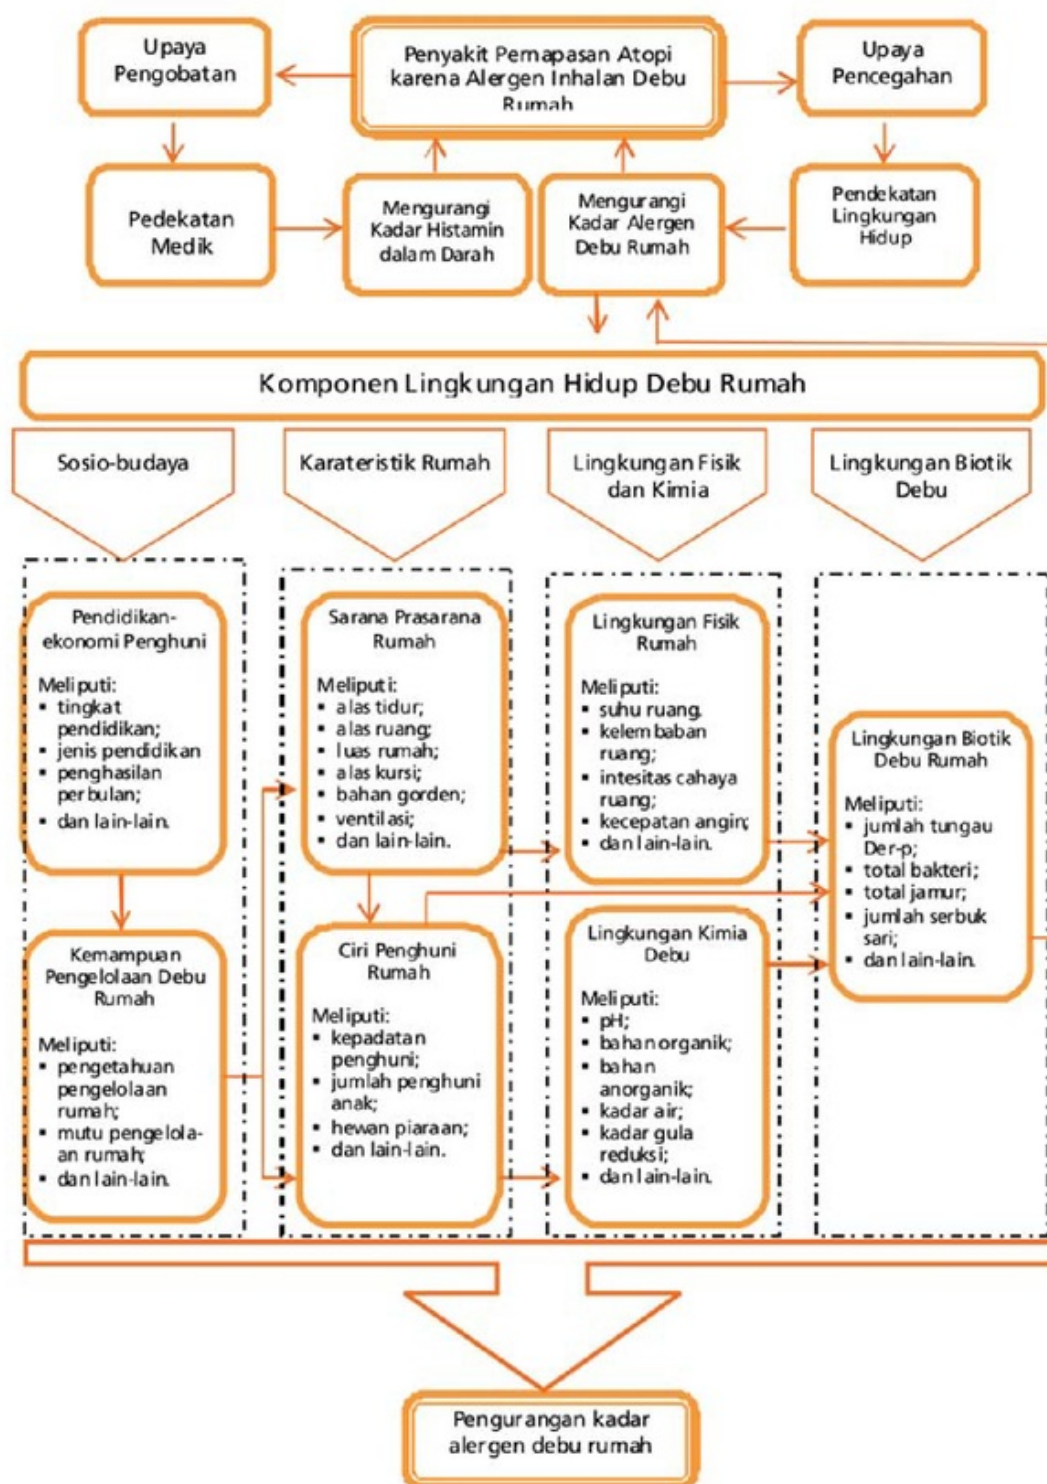 Upaya
Pengobatan
Penyakit Pernapasan Atopi
karena Alergen Inhalan Debu
Rumah
Upaya
Pencegahan
Pedekatan
Medik
Mengurangi
Kadar Histamin
dalam Darah
Mengurangi
Kadar Alergen
Debu Rumah
Pendekatan
Lingkungan
Hidup
Komponen Lingkungan Hidup Debu Rumah
Sosio-budaya
Karateristik Rumah
Lingkungan Fisik
dan Kimia
Lingkungan Biotik
Debu
Pendidikan-
ekonomi Penghuni
Meliputi:
▪ tingkat
pendidikan;
▪ jenis pendidikan
▪ penghasilan
perbulan;
▪ dan lain-lain.
Kemampuan
Pengelolaan Debu
Rumah
Meliputi:
▪ pengetahuan
pengelolaan
rumah;
▪ mutu pengelola-
an rumah;
▪ dan lain-lain.
Sarana Prasarana
Rumah
Meliputi:
▪ alas tidur;
▪ alas ruang;
▪ luas rumah;
▪ alas kursi;
▪ bahan gorden;
▪ ventilasi;
▪ dan lain-lain.
Ciri Penghuni
Rumah
Meliputi:
▪ kepadatan
penghuni;
▪ jumlah penghuni
anak;
▪ hewan piaraan;
▪ dan lain-lain.
Lingkungan Fisik
Rumah
Meliputi:
▪ suhu ruang.
▪ kelembaban
ruang;
▪ intesitas cahaya
ruang;
▪ kecepatan angin;
▪ dan lain-lain.
Lingkungan Kimia
Debu
Meliputi:
▪ pH;
▪ bahan organik;
▪ bahan
anorganik;
▪ kadar air;
▪ kadar gula
reduksi;
▪ dan lain-lain.
Lingkungan Biotik
Debu Rumah
Meliputi:
▪ jumlah tungau
Der-p;
▪ total bakteri;
▪ total jamur;
▪ jumlah serbuk
sari;
▪ dan lain-lain.
Pengurangan kadar
alergen debu rumah